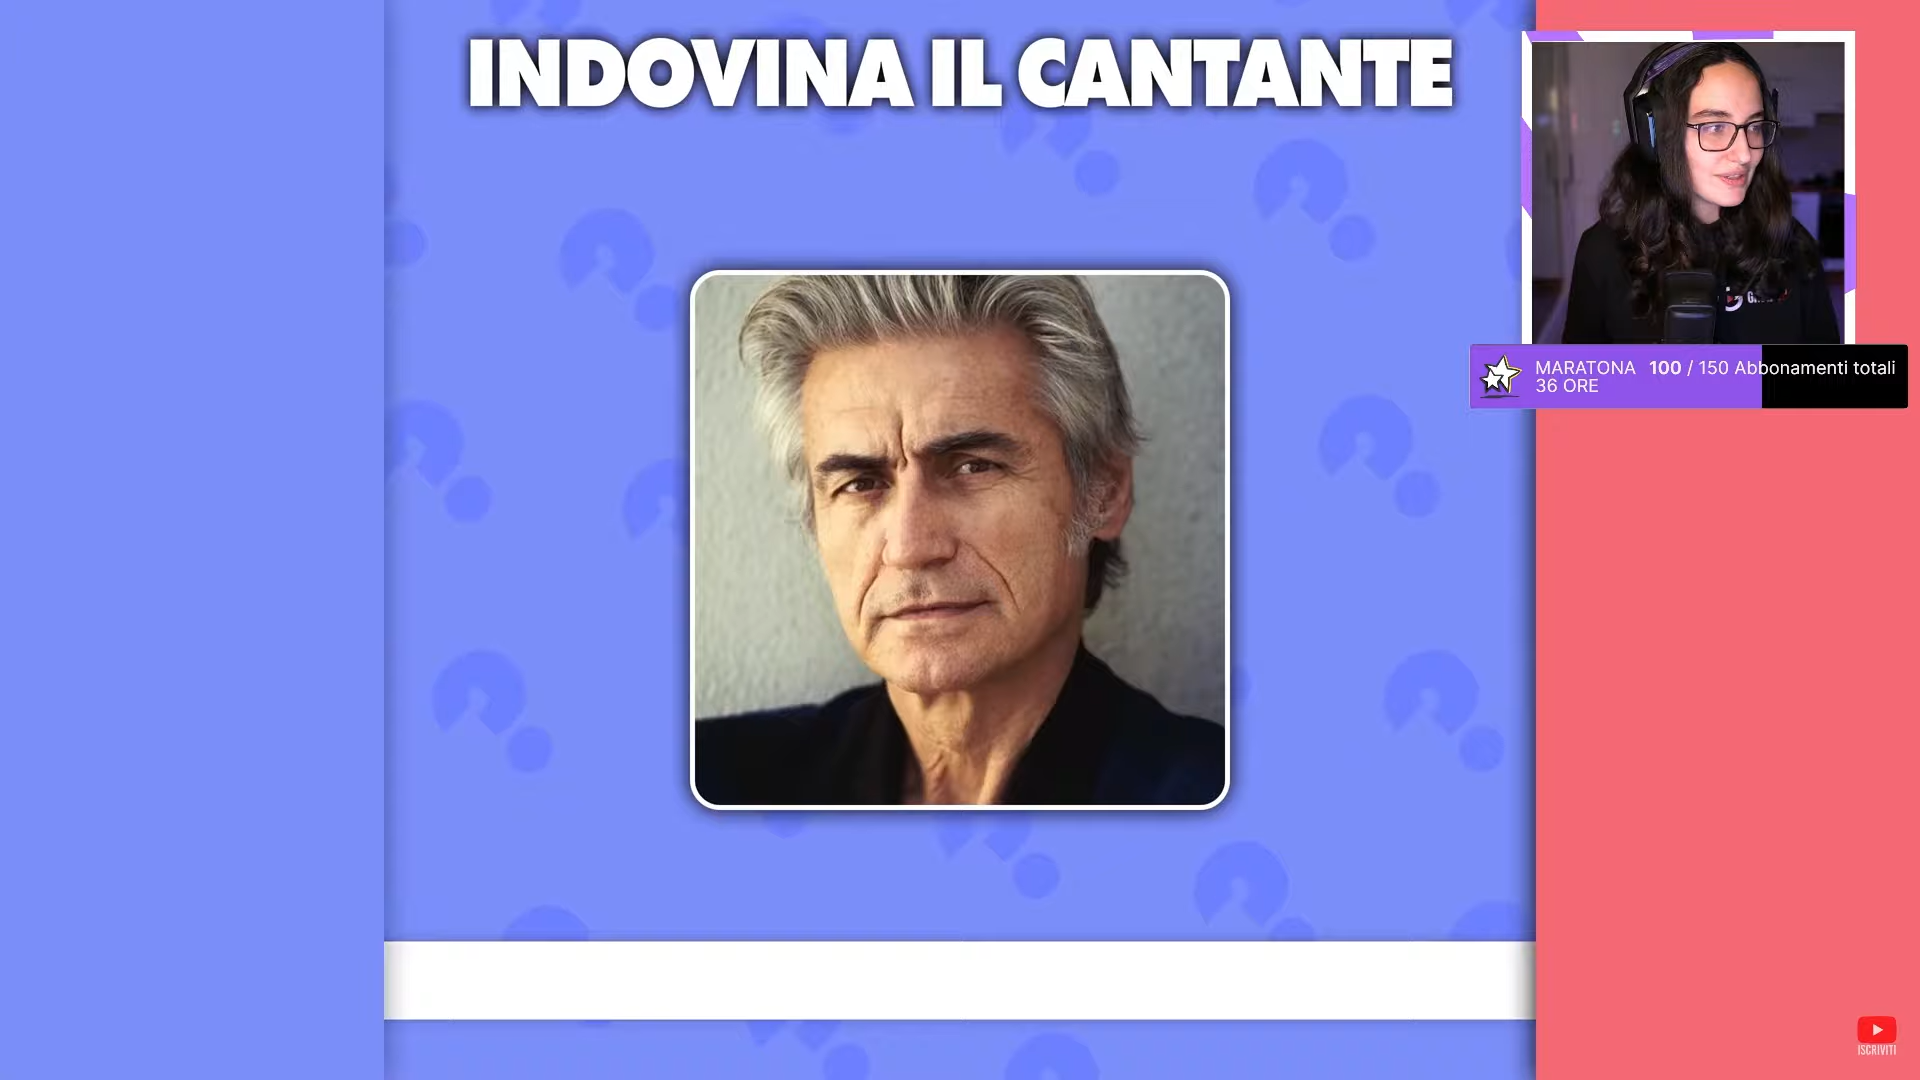 INDOVINA IL CANTANTE
MARATONA 100 / 150 Abbonamenti totali
36 ORE
ISCRIVITI